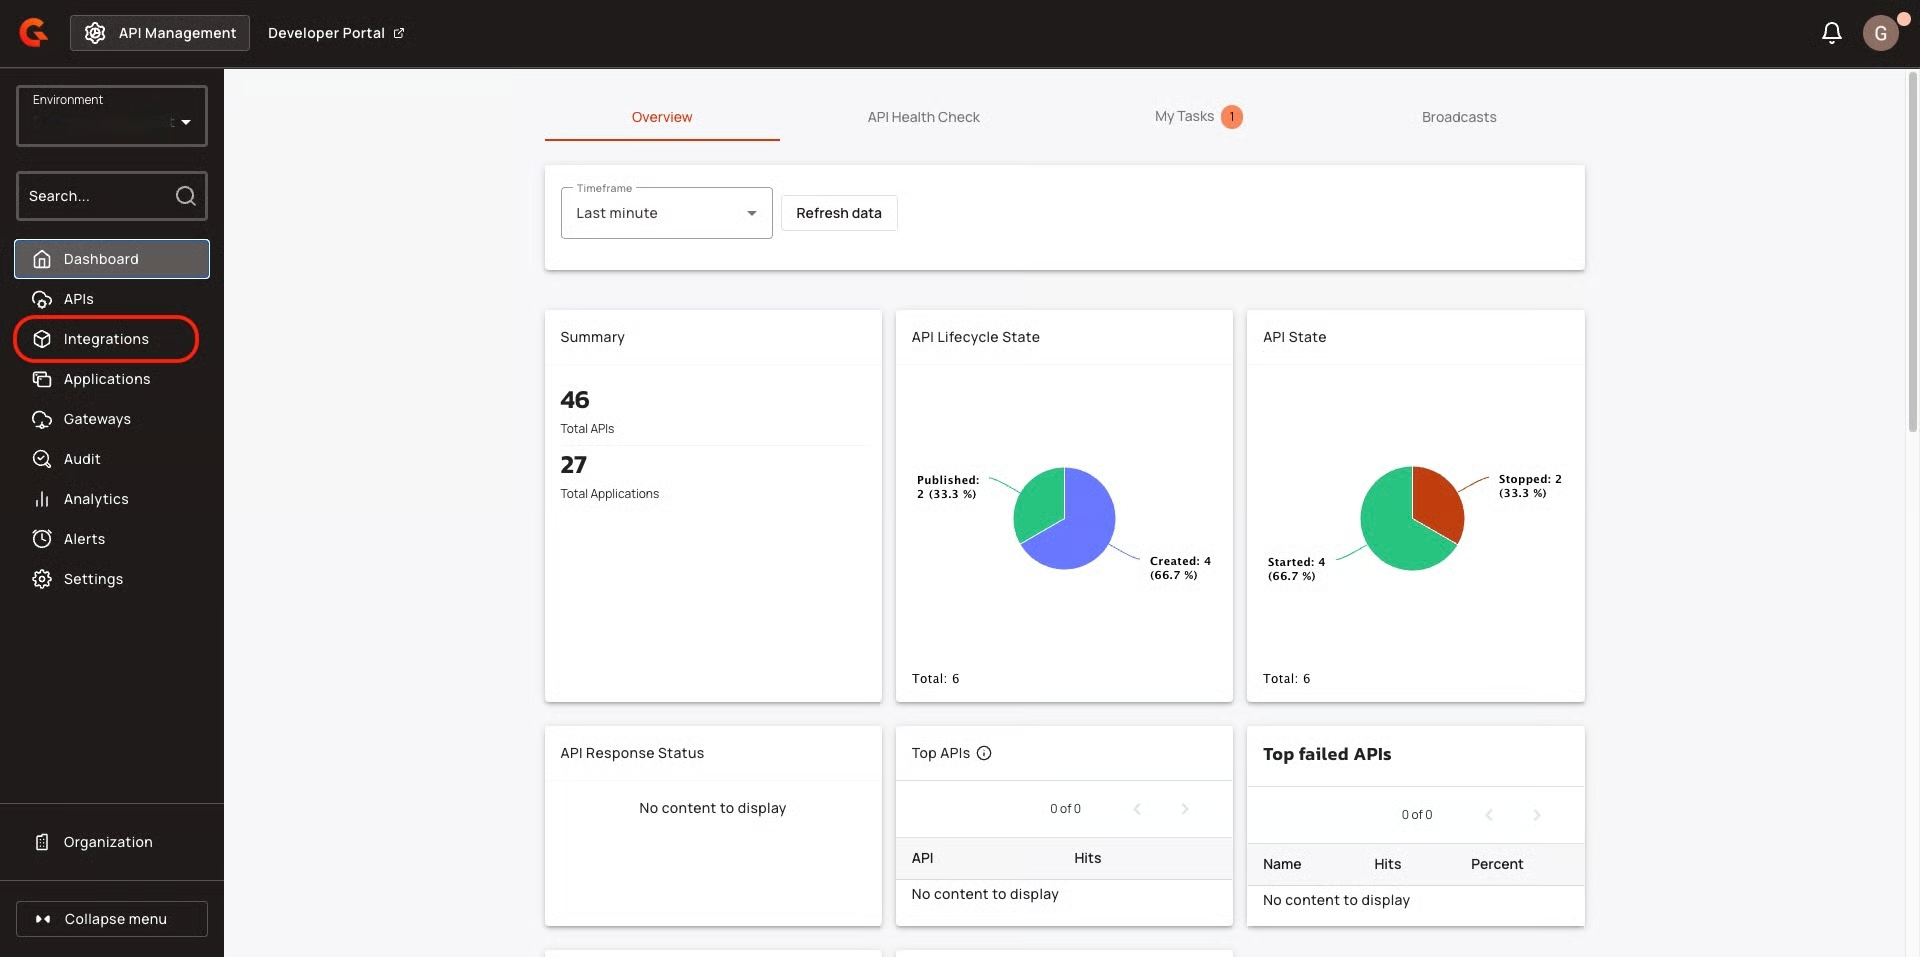 API Management
Developer Portal
G
Environment
Search...
Dashboard
APIs
Integrations
Applications
Gateways
Audit
Analytics
Alerts
Settings
Organization
Collapse menu
Overview
API Health Check
My Tasks 1
Broadcasts
Timeframe
Last minute
Refresh data
Summary
46
Total APIs
27
Total Applications
API Lifecycle State
Published:
2 (33.3 %)
Created: 4
(66.7 %)
Total: 6
API State
Stopped: 2
(33.3 %)
Started: 4
(66.7 %)
Total: 6
API Response Status
No content to display
Top APIs
0 of 0
API Hits
No content to display
Top failed APIs
0 of 0
Name Hits Percent
No content to display